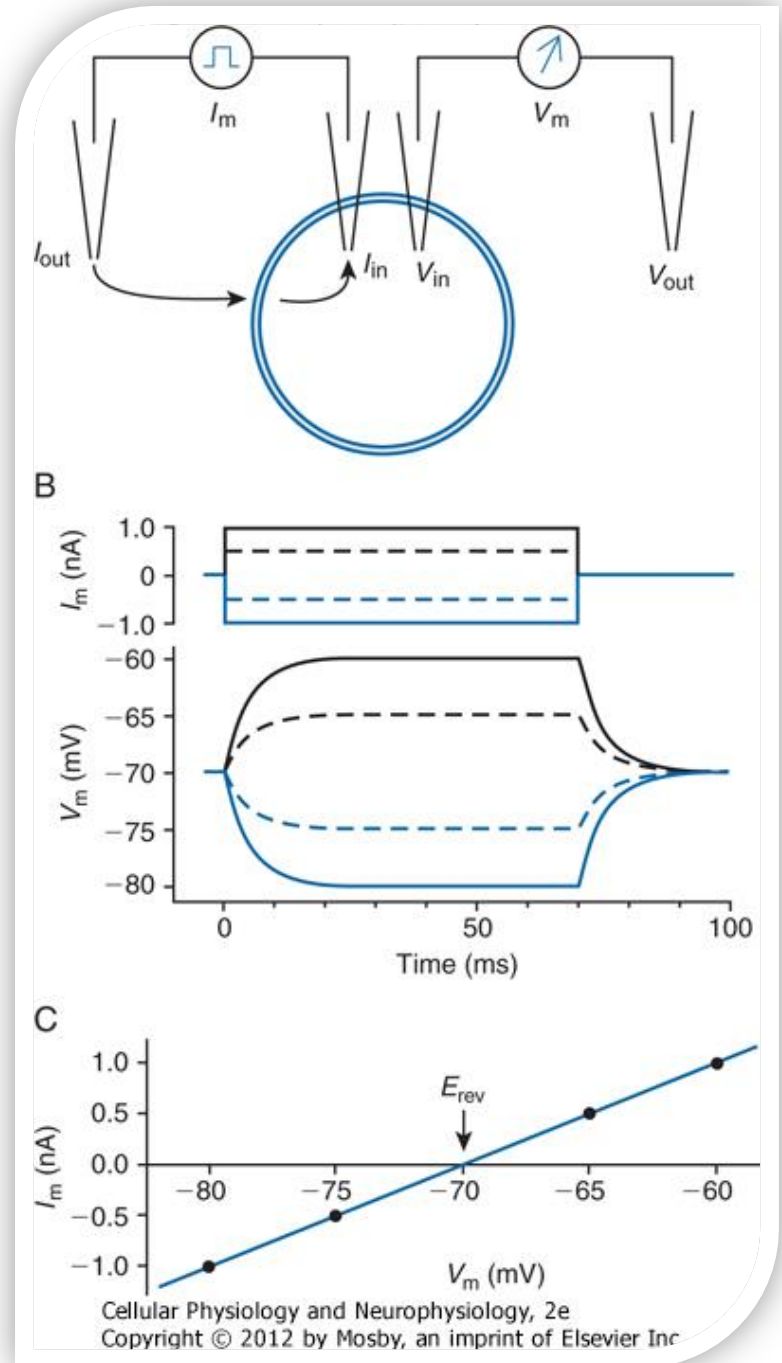 Im
Vm
Iout
Iin
Vin
Vout
B
Im (nA)
1.0
0
−1.0
Vm (mV)
−60
−65
−70
−75
−80
0 50 100
Time (ms)
C
Im (nA)
1.0
0.5
0.0
−0.5
−1.0
Erev
−80 −75 −70 −65 −60
Vm (mV)
Cellular Physiology and Neurophysiology, 2e
Copyright © 2012 by Mosby, an imprint of Elsevier Inc